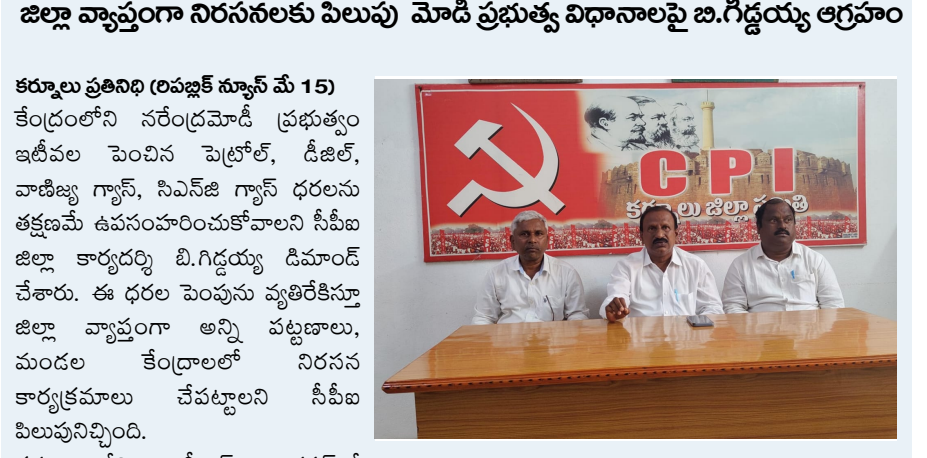 జిల్లా వ్యాప్తంగా నిరసనలకు పిలుపు మోడీ ప్రభుత్వ విధానాలపై బి.గిడ్డయ్య ఆగ్రహం
కర్నూలు ప్రతినిధి (రిపబ్లిక్ న్యూస్ మే 15)
కేంద్రంలోని నరేంద్రమోడీ ప్రభుత్వం
ఇటీవల పెంచిన పెట్రోల్, డీజిల్,
వాణిజ్య గ్యాస్, సిఎన్‌జి గ్యాస్ ధరలను
తక్షణమే ఉపసంహరించుకోవాలని సీపీఐ
జిల్లా కార్యదర్శి బి.గిడ్డయ్య డిమాండ్
చేశారు. ఈ ధరల పెంపును వ్యతిరేకిస్తూ
జిల్లా వ్యాప్తంగా అన్ని పట్టణాలు,
మండల కేంద్రాలలో నిరసన
కార్యక్రమాలు చేపట్టాలని సీపీఐ
పిలుపునిచ్చింది.
CPI
కర్నూలు జిల్లా